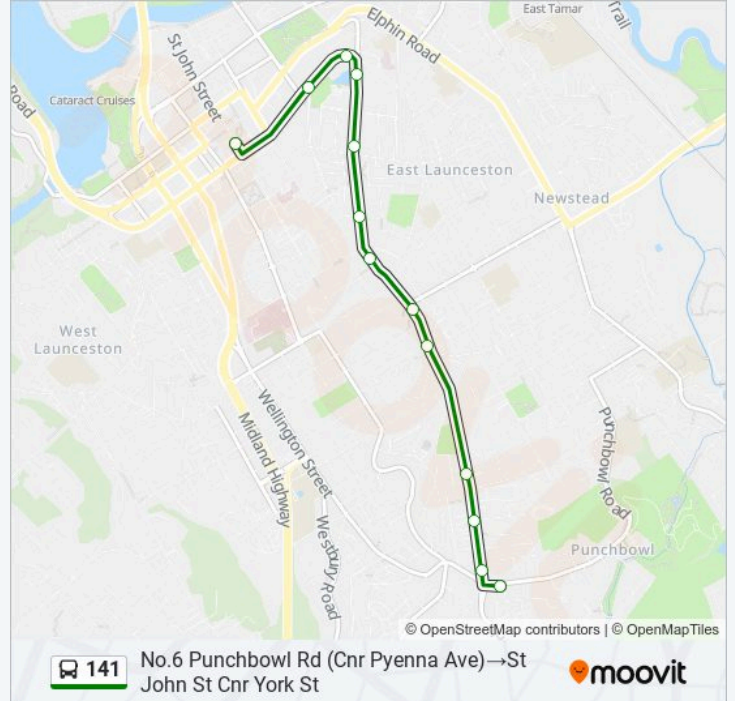 East Tamar
Trail
Elphin Road
St John Street
Road
Cataract Cruises
East Launceston
Newstead
West
Launceston
Wellington Street
Midland Highway
Westbury Road
Punchbowl Road
Punchbowl
© OpenStreetMap contributors | © OpenMapTiles
141
No.6 Punchbowl Rd (Cnr Pyenna Ave)→St
John St Cnr York St
moovit